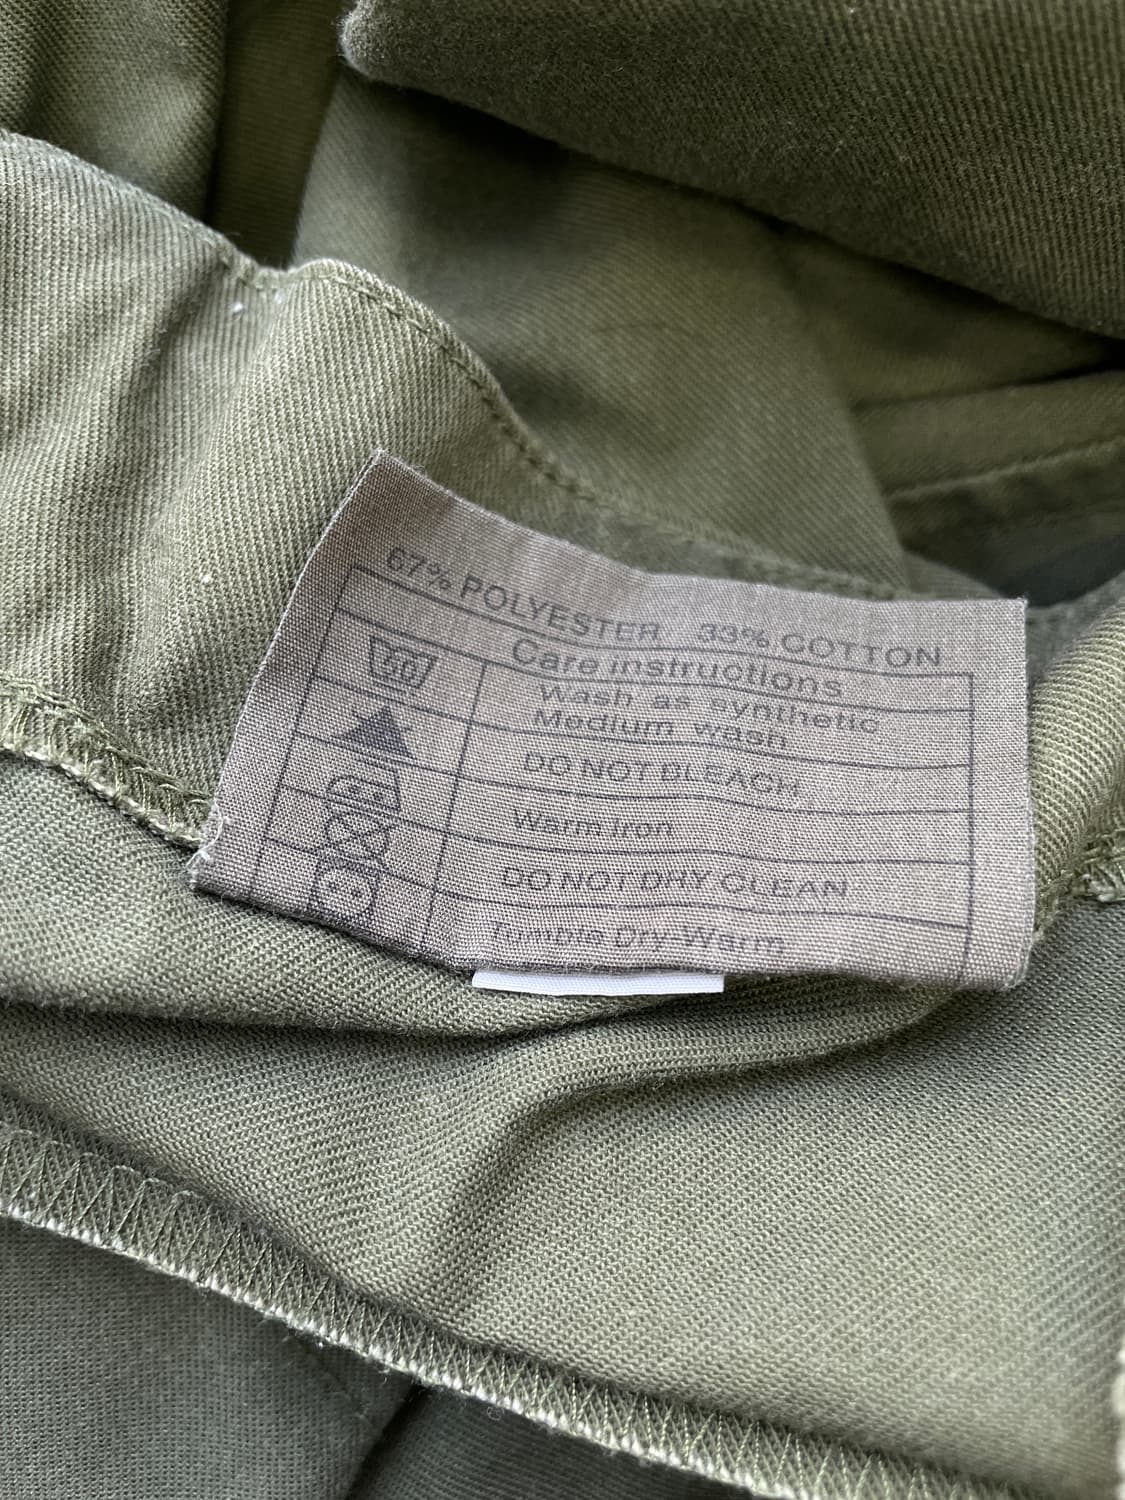 67% POLYESTER 33% COTTON
Care instructions
Wash as synthetic
Medium wash
DO NOT BLEACH
Warm Iron
DO NOT DRY CLEAN
Tumble Dry-Warm